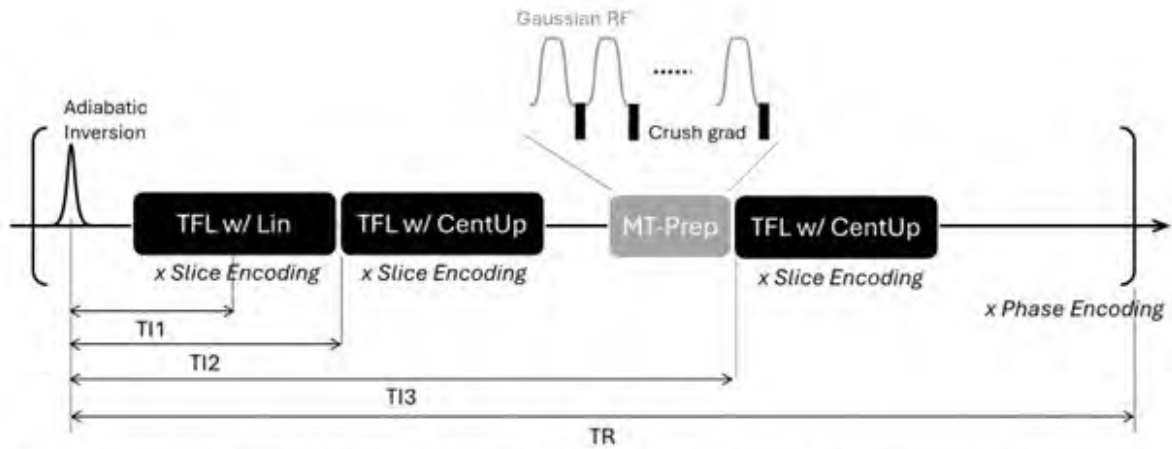 Gaussian RF
Adiabatic
Inversion
Crush grad
TFL w/ Lin
TFL w/ CentUp
MT-Prep
TFL w/ CentUp
x Slice Encoding
x Slice Encoding
x Slice Encoding
x Phase Encoding
TI1
TI2
TI3
TR